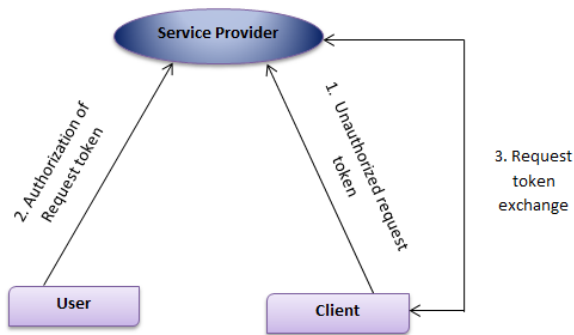 Service Provider
2. Authorization of
Request token
1. Unauthorized request
token
3. Request
token
exchange
User
Client